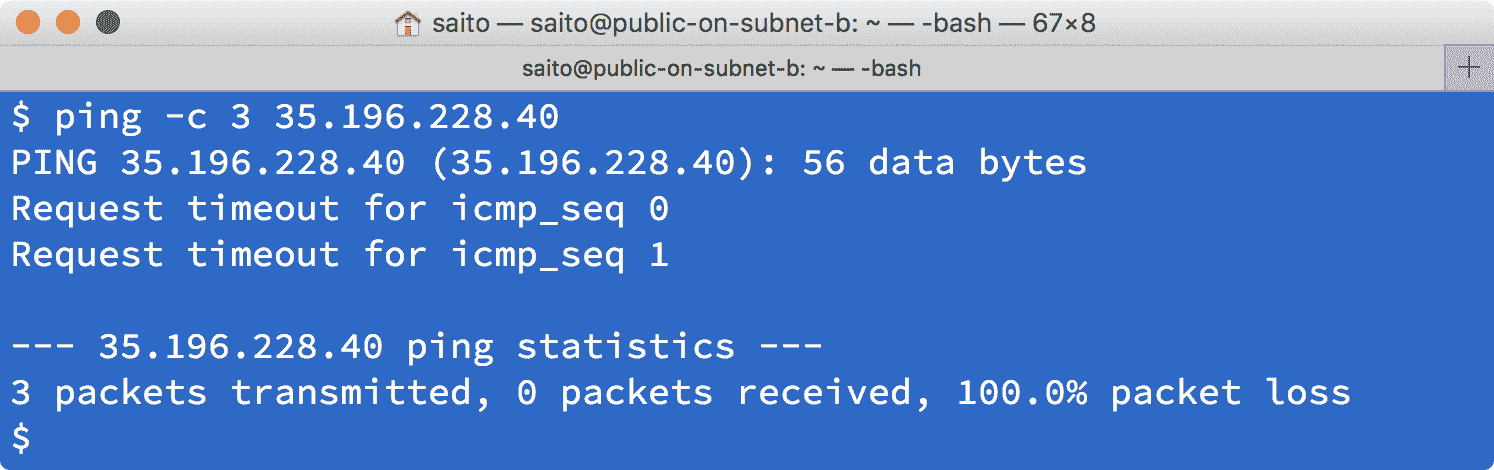 saito — saito@public-on-subnet-b: ~ — -bash — 67×8
saito@public-on-subnet-b: ~ — -bash
$ ping -c 3 35.196.228.40
PING 35.196.228.40 (35.196.228.40): 56 data bytes
Request timeout for icmp_seq 0
Request timeout for icmp_seq 1
--- 35.196.228.40 ping statistics ---
3 packets transmitted, 0 packets received, 100.0% packet loss
$